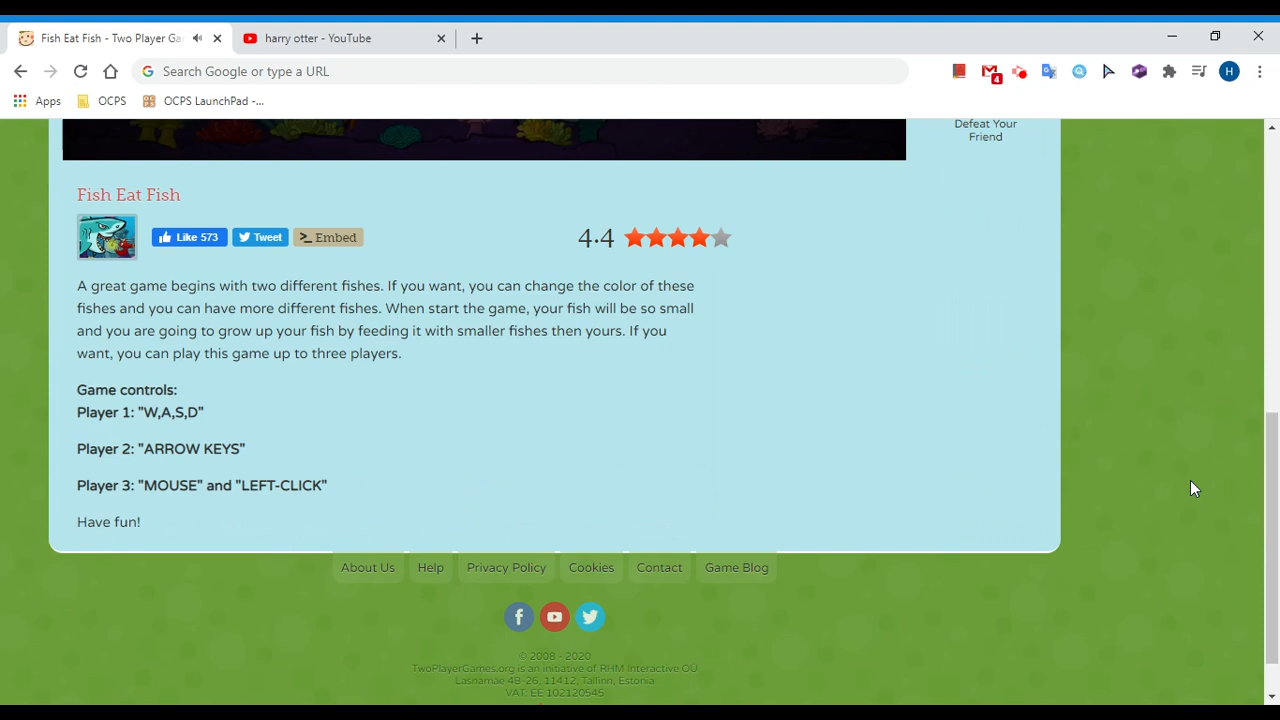 Fish Eat Fish - Two Player Ga
harry otter - YouTube
Search Google or type a URL
4
H
Apps
OCPS
OCPS LaunchPad -...
Defeat Your
Friend
Fish Eat Fish
Like 573
Tweet
>_ Embed
4.4
A great game begins with two different fishes. If you want, you can change the color of these
fishes and you can have more different fishes. When start the game, your fish will be so small
and you are going to grow up your fish by feeding it with smaller fishes then yours. If you
want, you can play this game up to three players.
Game controls:
Player 1: "W,A,S,D"
Player 2: "ARROW KEYS"
Player 3: "MOUSE" and "LEFT-CLICK"
Have fun!
About Us
Help
Privacy Policy
Cookies
Contact
Game Blog
© 2008 - 2020
TwoPlayerGames.org is an initiative of RHM Interactive OÜ
Lasnamäe 4B-26, 11412, Tallinn, Estonia
VAT: EE 102120545